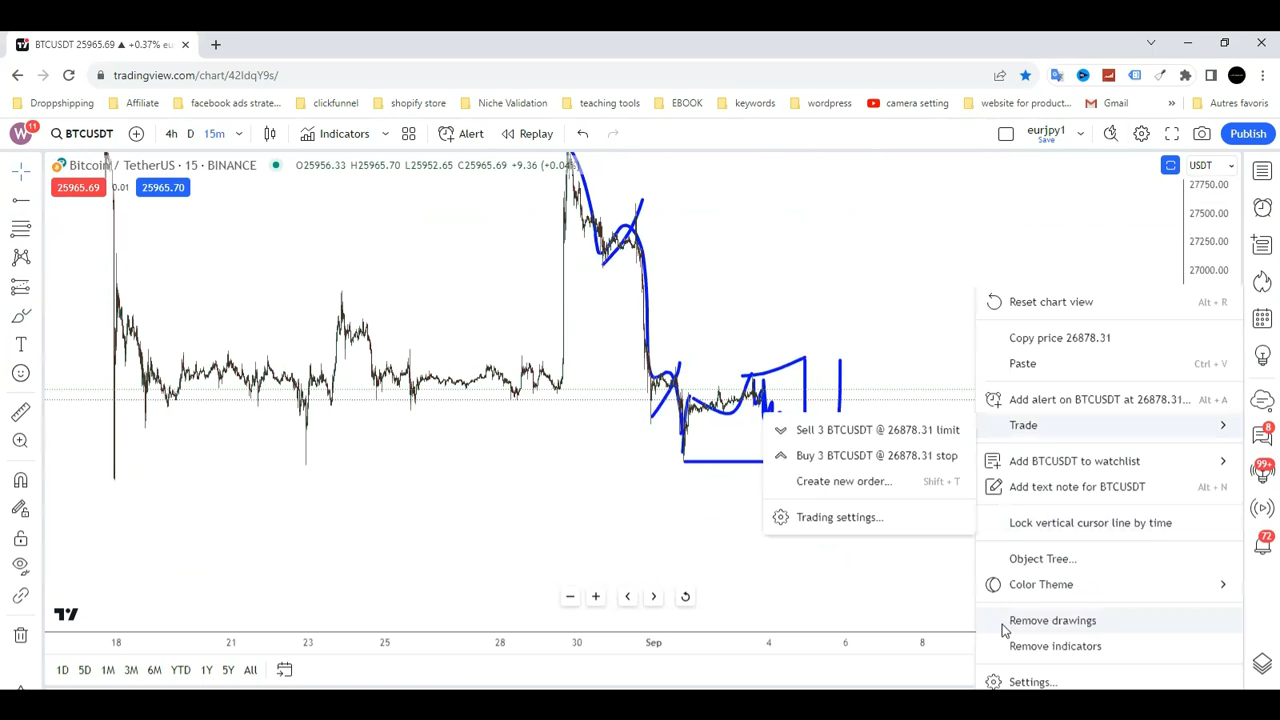 BTCUSDT 25965.69 ▲ +0.37% eu
tradingview.com/chart/42ldqY9s/
Droppshipping
Affiliate
facebook ads strate...
clickfunnel
shopify store
Niche Validation
teaching tools
EBOOK
keywords
wordpress
camera setting
website for product...
Gmail
»
Autres favoris
W
11
BTCUSDT
4h
D
15m
Indicators
Alert
Replay
eurjpy1
Save
Publish
Bitcoin / TetherUS · 15 · BINANCE
O25956.33 H25965.70 L25952.65 C25965.69 +9.36 (+0.04%)
USDT
25965.69
0.01
25965.70
27750.00
27500.00
27250.00
27000.00
Reset chart view
Alt + R
Copy price 26878.31
Paste
Ctrl + V
Add alert on BTCUSDT at 26878.31...
Alt + A
Trade
Sell 3 BTCUSDT @ 26878.31 limit
Buy 3 BTCUSDT @ 26878.31 stop
Create new order...
Shift + T
Trading settings...
Add BTCUSDT to watchlist
Add text note for BTCUSDT
Alt + N
Lock vertical cursor line by time
Object Tree...
Color Theme
Remove drawings
Remove indicators
Settings...
8
99+
72
18
21
23
28
Sep
4
6
8
1D
5D
1M
3M
6M
YTD
1Y
5Y
All